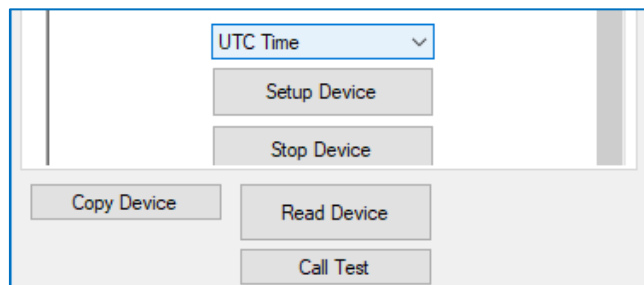 UTC Time
Setup Device
Stop Device
Copy Device
Read Device
Call Test